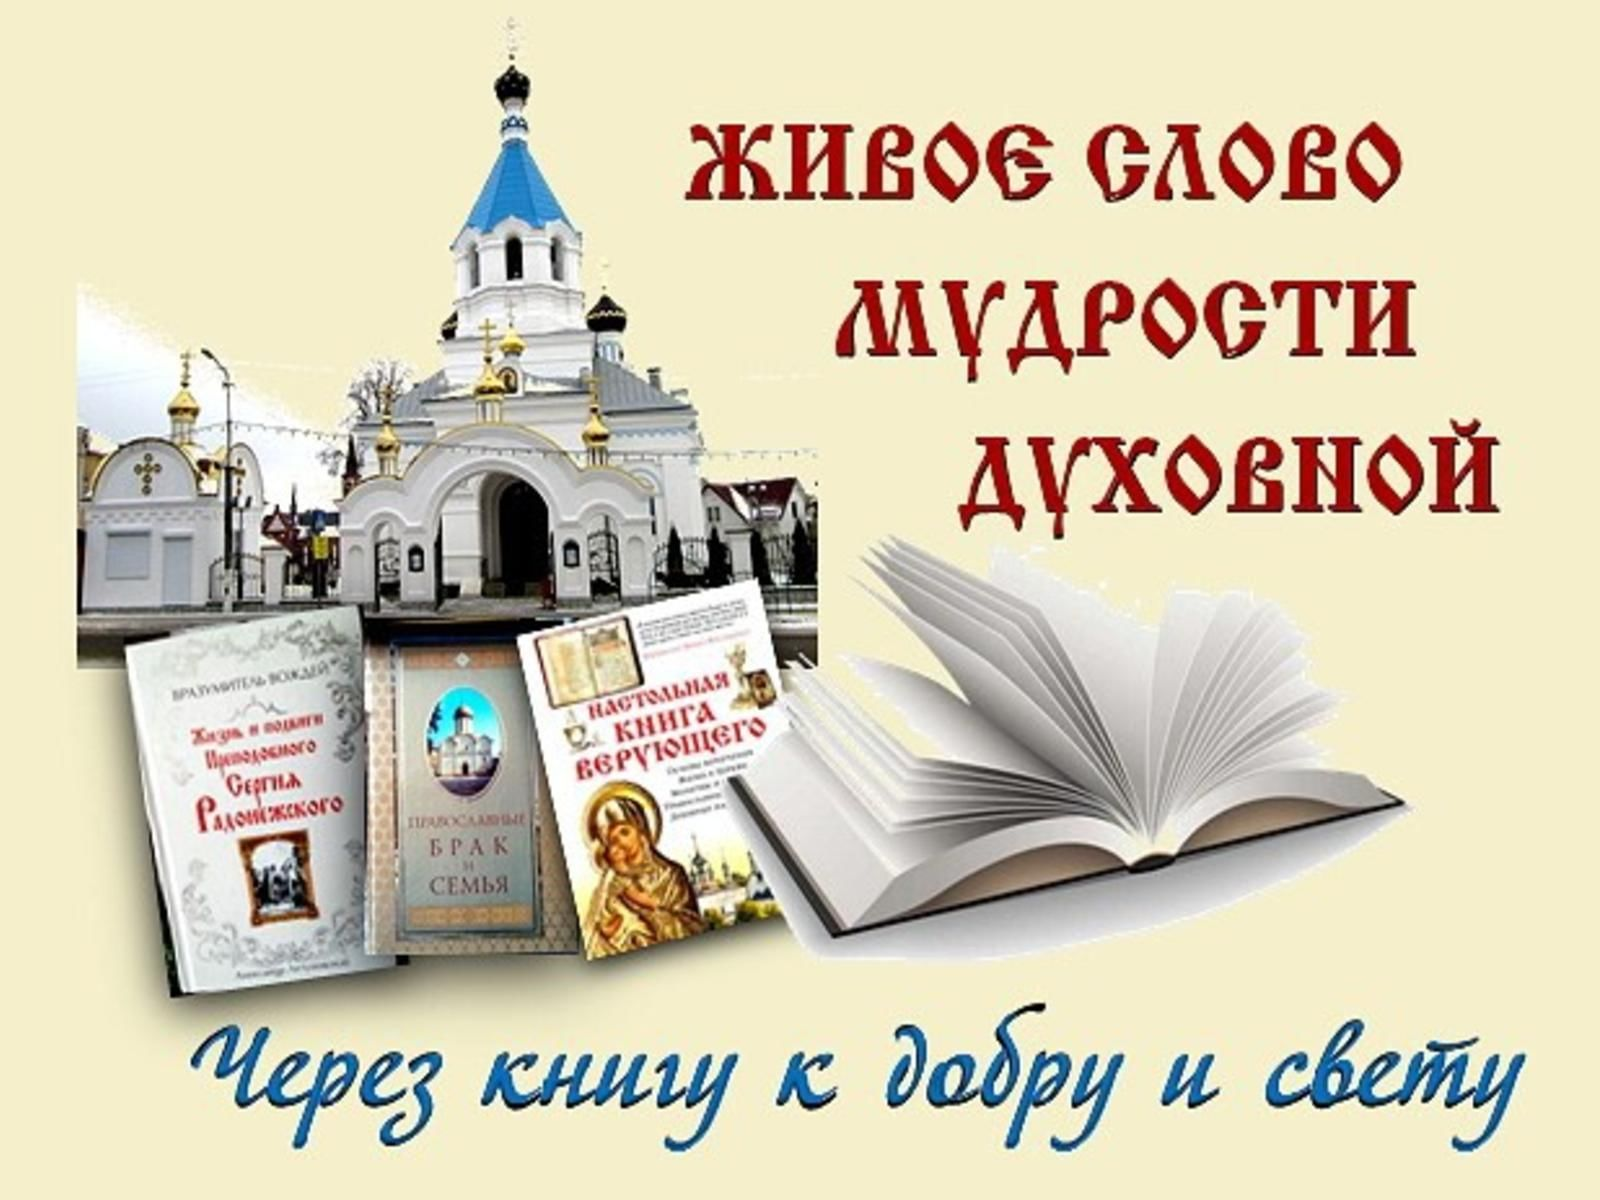 ЖИВОЕ СЛОВО
МУДРОСТИ
ДУХОВНОЙ
ВРАЗУМИТЕЛЬ ВОЖДЕЙ
Жизнь и подвиги
Преподобного
Сергия
Радонежского
ПРАВОСЛАВНЫЕ
БРАК
И
СЕМЬЯ
НАСТОЛЬНАЯ
КНИГА
ВЕРУЮЩЕГО
Через книгу к добру и свету